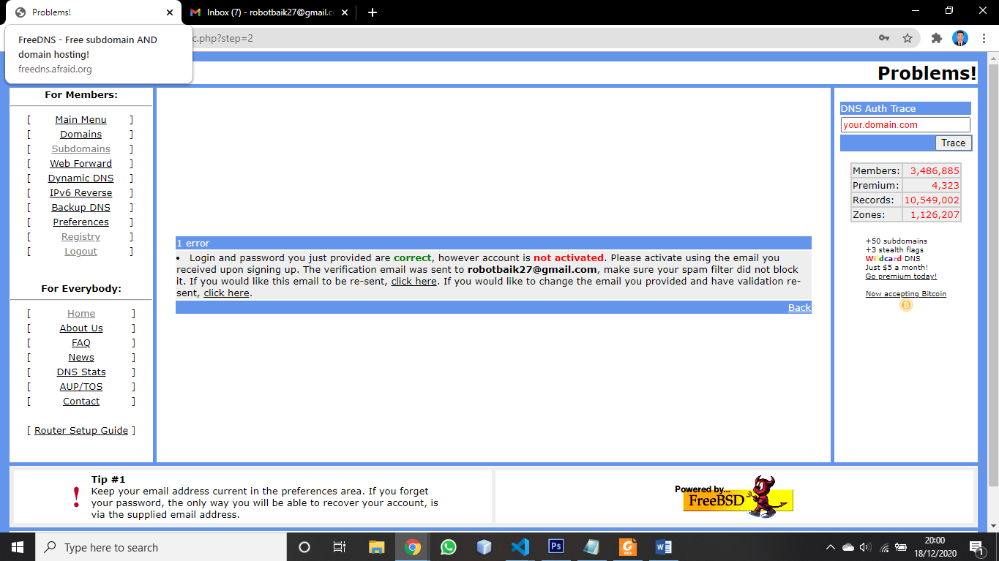 Problems!
Inbox (7) - robotbaik27@gmail.c
FreeDNS - Free subdomain AND
domain hosting!
freedns.afraid.org
c.php?step=2
Problems!
For Members:
[ Main Menu ]
[ Domains ]
[ Subdomains ]
[ Web Forward ]
[ Dynamic DNS ]
[ IPv6 Reverse ]
[ Backup DNS ]
[ Preferences ]
[ Registry ]
[ Logout ]
For Everybody:
[ Home ]
[ About Us ]
[ FAQ ]
[ News ]
[ DNS Stats ]
[ AUP/TOS ]
[ Contact ]
[ Router Setup Guide ]
1 error
• Login and password you just provided are correct, however account is not activated. Please activate using the email you
received upon signing up. The verification email was sent to robotbaik27@gmail.com, make sure your spam filter did not block
it. If you would like this email to be re-sent, click here. If you would like to change the email you provided and have validation re-
sent, click here.
Back
DNS Auth Trace
your.domain.com
Trace
Members: 3,486,885
Premium: 4,323
Records: 10,549,002
Zones: 1,126,207
+50 subdomains
+3 stealth flags
Wildcard DNS
Just $5 a month!
Go premium today!
Now accepting Bitcoin
Tip #1
Keep your email address current in the preferences area. If you forget
your password, the only way you will be able to recover your account, is
via the supplied email address.
Powered by...
FreeBSD
Type here to search
Ps
PDF
20:00
18/12/2020
1